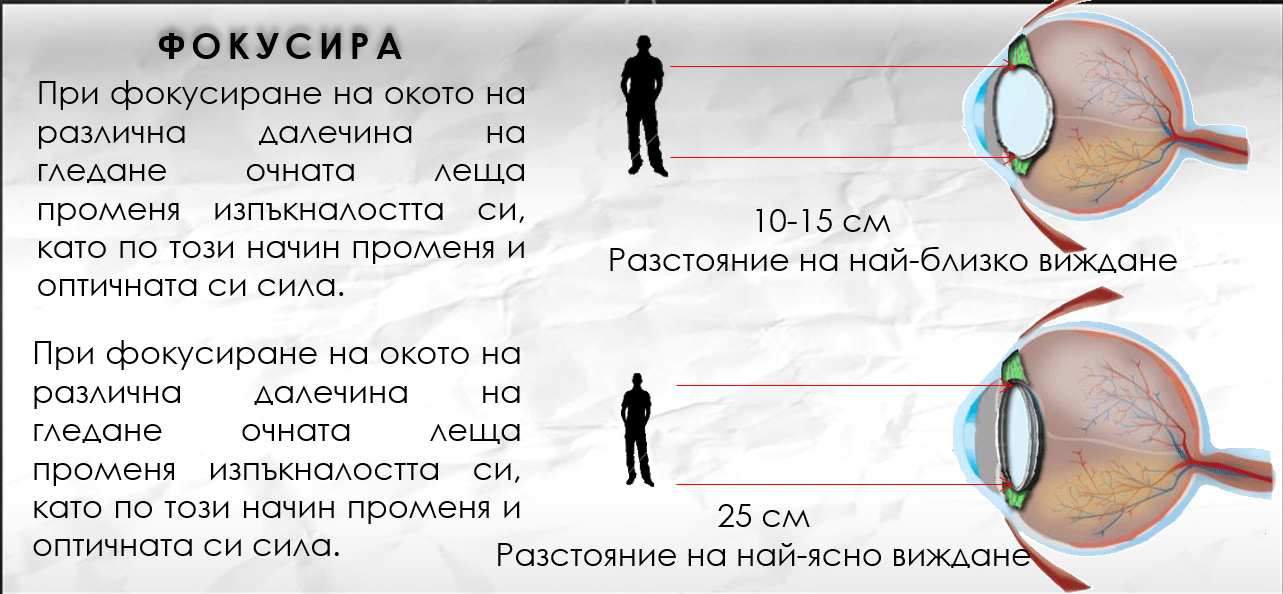 ФОКУСИРА
При фокусиране на окото на
различна далечина на
гледане очната леща
променя изпъкналостта си,
като по този начин променя и
оптичната си сила.
10-15 см
Разстояние на най-близко виждане
При фокусиране на окото на
различна далечина на
гледане очната леща
променя изпъкналостта си,
като по този начин променя и
оптичната си сила.
25 см
Разстояние на най-ясно виждане